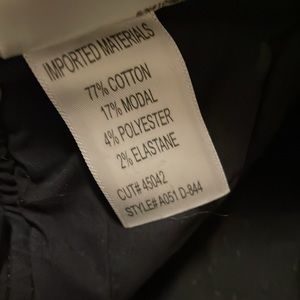 IMPORTED MATERIALS
77% COTTON
17% MODAL
4% POLYESTER
2% ELASTANE
CUT# 45042
STYLE# A051 D-844